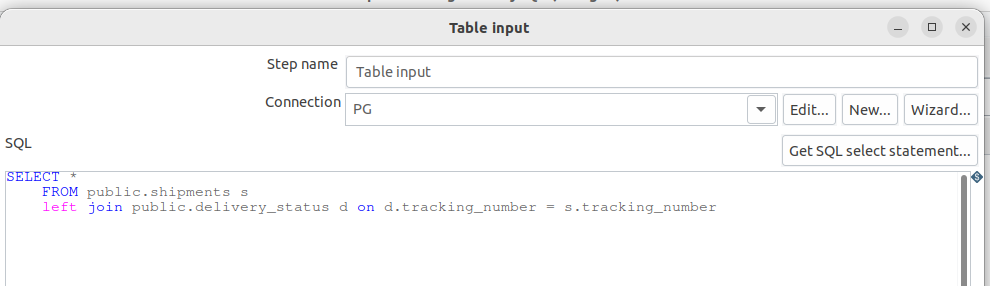 Table input
Step name Table input
Connection PG Edit... New... Wizard...
SQL Get SQL select statement...
SELECT *
FROM public.shipments s
left join public.delivery_status d on d.tracking_number = s.tracking_number